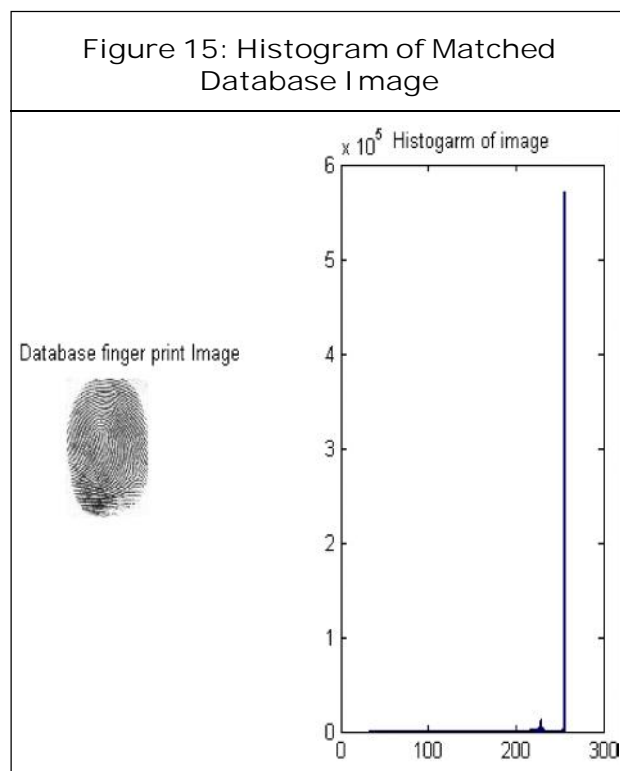 Figure 15: Histogram of Matched
Database Image
x 10^5 Histogarm of image
6
5
4
3
2
1
0
0 100 200 300
Database finger print Image